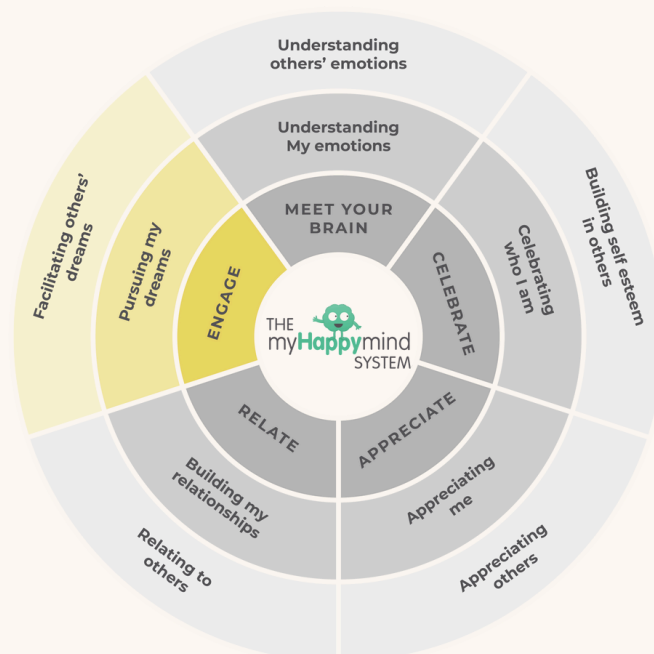 Understanding
others’ emotions
Understanding
My emotions
MEET YOUR
BRAIN
Building self esteem
in others
Celebrating
who I am
CELEBRATE
Appreciating
others
Appreciating
me
APPRECIATE
Relating to
others
Building my
relationships
RELATE
Facilitating others’
dreams
Pursuing my
dreams
ENGAGE
THE
myHappymind
SYSTEM